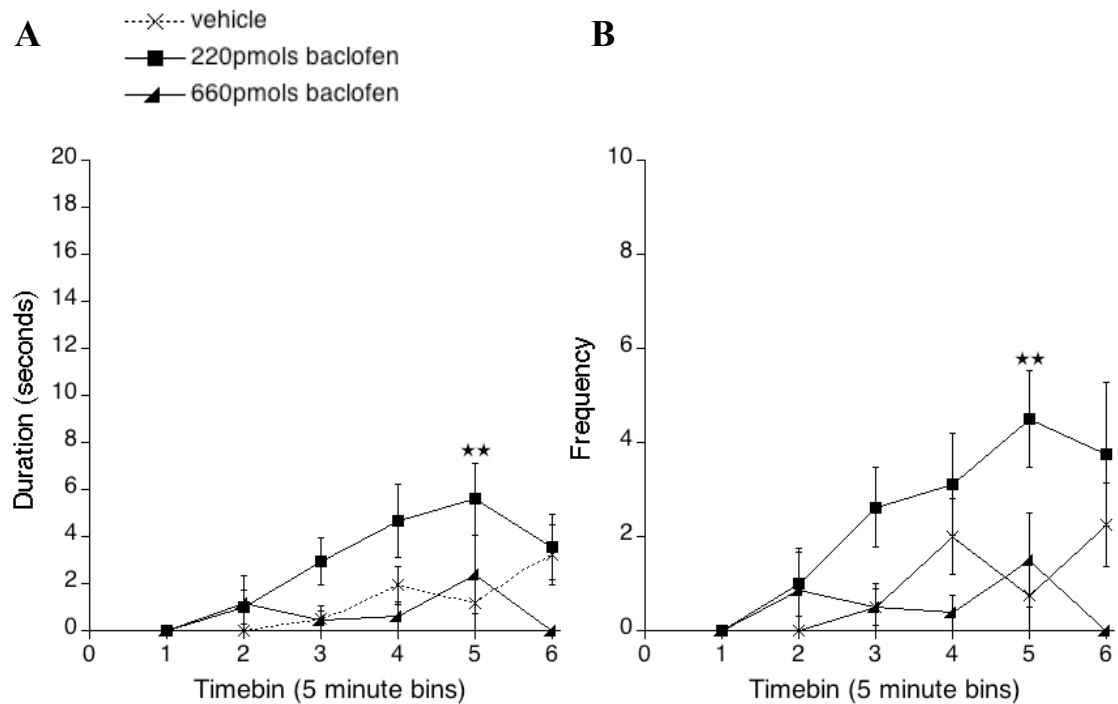 A
vehicle
220pmols baclofen
660pmols baclofen
B
20
18
16
14
12
10
8
6
4
2
0
Duration (seconds)
★★
0 1 2 3 4 5 6
Timebin (5 minute bins)
10
8
6
4
2
0
Frequency
★★
0 1 2 3 4 5 6
Timebin (5 minute bins)